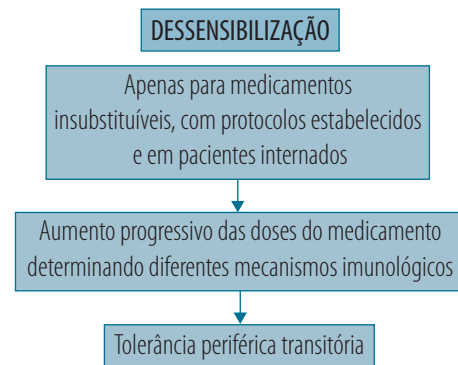 DESSENSIBILIZAÇÃO
Apenas para medicamentos
insubstituíveis, com protocolos estabelecidos
e em pacientes internados
Aumento progressivo das doses do medicamento
determinando diferentes mecanismos imunológicos
Tolerância periférica transitória